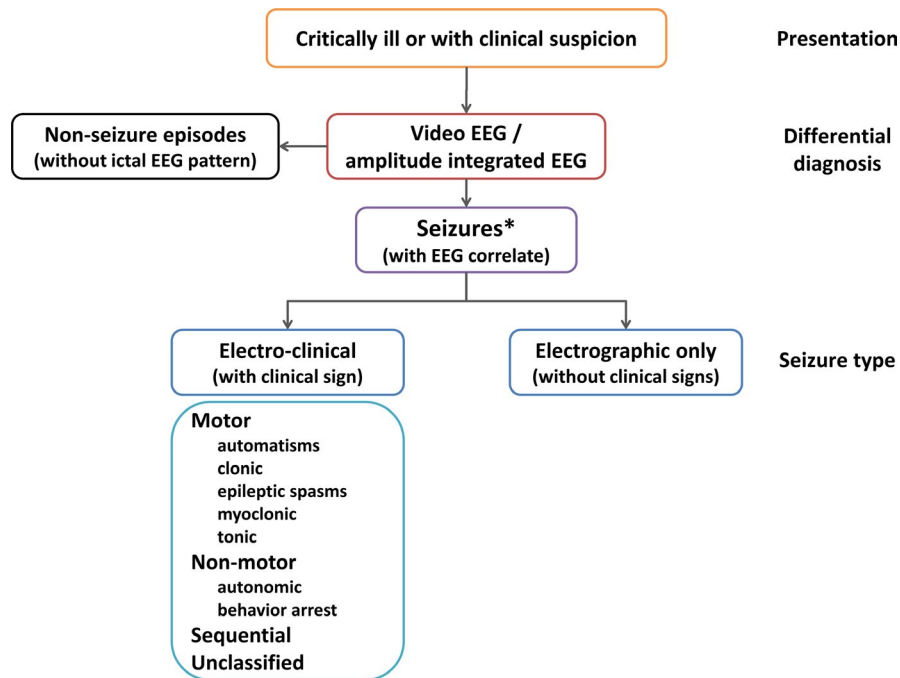 Critically ill or with clinical suspicion
Presentation
Non-seizure episodes
(without ictal EEG pattern)
Video EEG /
amplitude integrated EEG
Differential
diagnosis
Seizures*
(with EEG correlate)
Electro-clinical
(with clinical sign)
Electrographic only
(without clinical signs)
Seizure type
Motor
automatisms
clonic
epileptic spasms
myoclonic
tonic
Non-motor
autonomic
behavior arrest
Sequential
Unclassified